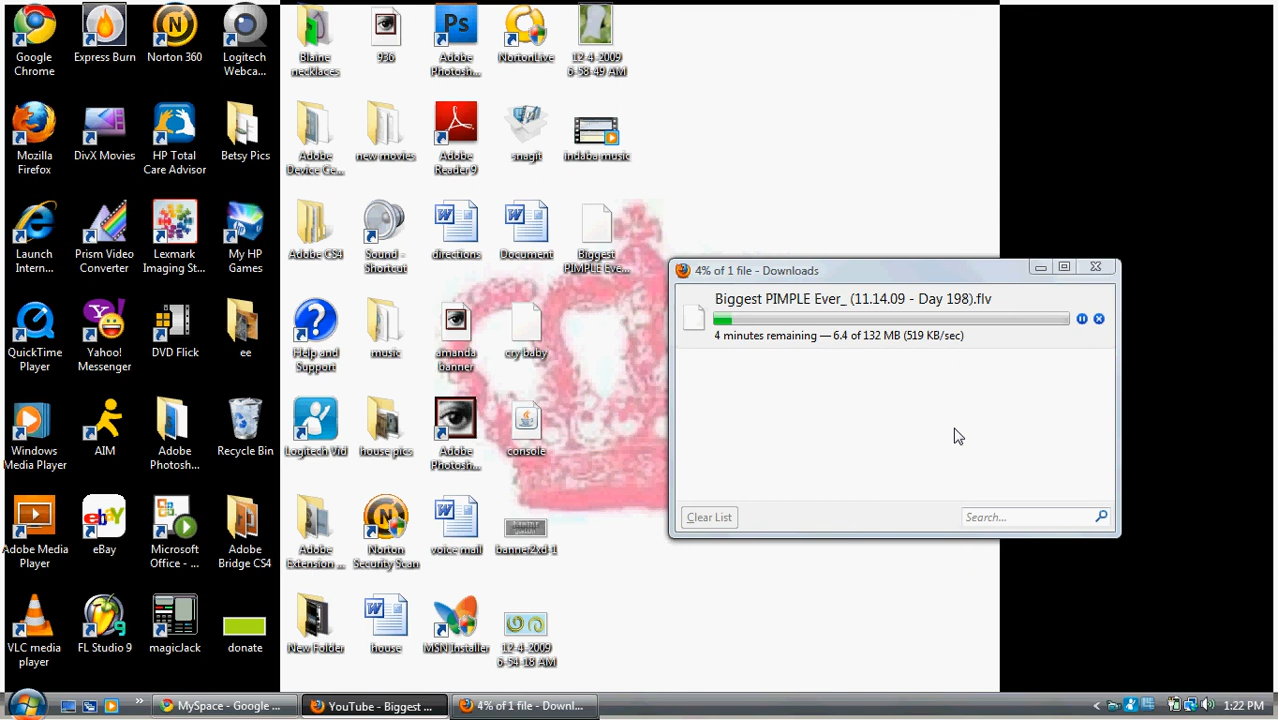 Google
Chrome
Express Burn
Norton 360
Logitech
Webca...
Blaine
necklaces
936
Ps
Adobe
Photosh...
NortonLive
12-4-2009
6-58-49 AM
Mozilla
Firefox
DivX Movies
HP Total
Care Advisor
Betsy Pics
Adobe
Device Ce...
new movies
Adobe
Reader 9
snagit
indaba music
Launch
Intern...
Prism Video
Converter
Lexmark
Imaging St...
My HP
Games
Adobe CS4
Sound -
Shortcut
directions
Document
Biggest
PIMPLE Eve...
QuickTime
Player
Yahoo!
Messenger
DVD Flick
ee
Help and
Support
music
amanda
banner
cry baby
Windows
Media Player
AIM
Adobe
Photosh...
Recycle Bin
Logitech Vid
house pics
Adobe
Photosh...
console
Adobe Media
Player
ebY
eBay
Microsoft
Office - ...
Adobe
Bridge CS4
Adobe
Extension ...
Norton
Security Scan
voice mail
banner2xd-1
VLC media
player
FL Studio 9
magicJack
donate
New Folder
house
MSN Installer
12-4-2009
6-54-18 AM
4% of 1 file - Downloads
Biggest PIMPLE Ever_ (11.14.09 - Day 198).flv
4 minutes remaining — 6.4 of 132 MB (519 KB/sec)
Clear List
Search...
MySpace - Google ...
YouTube - Biggest ...
4% of 1 file - Downl...
1:22 PM